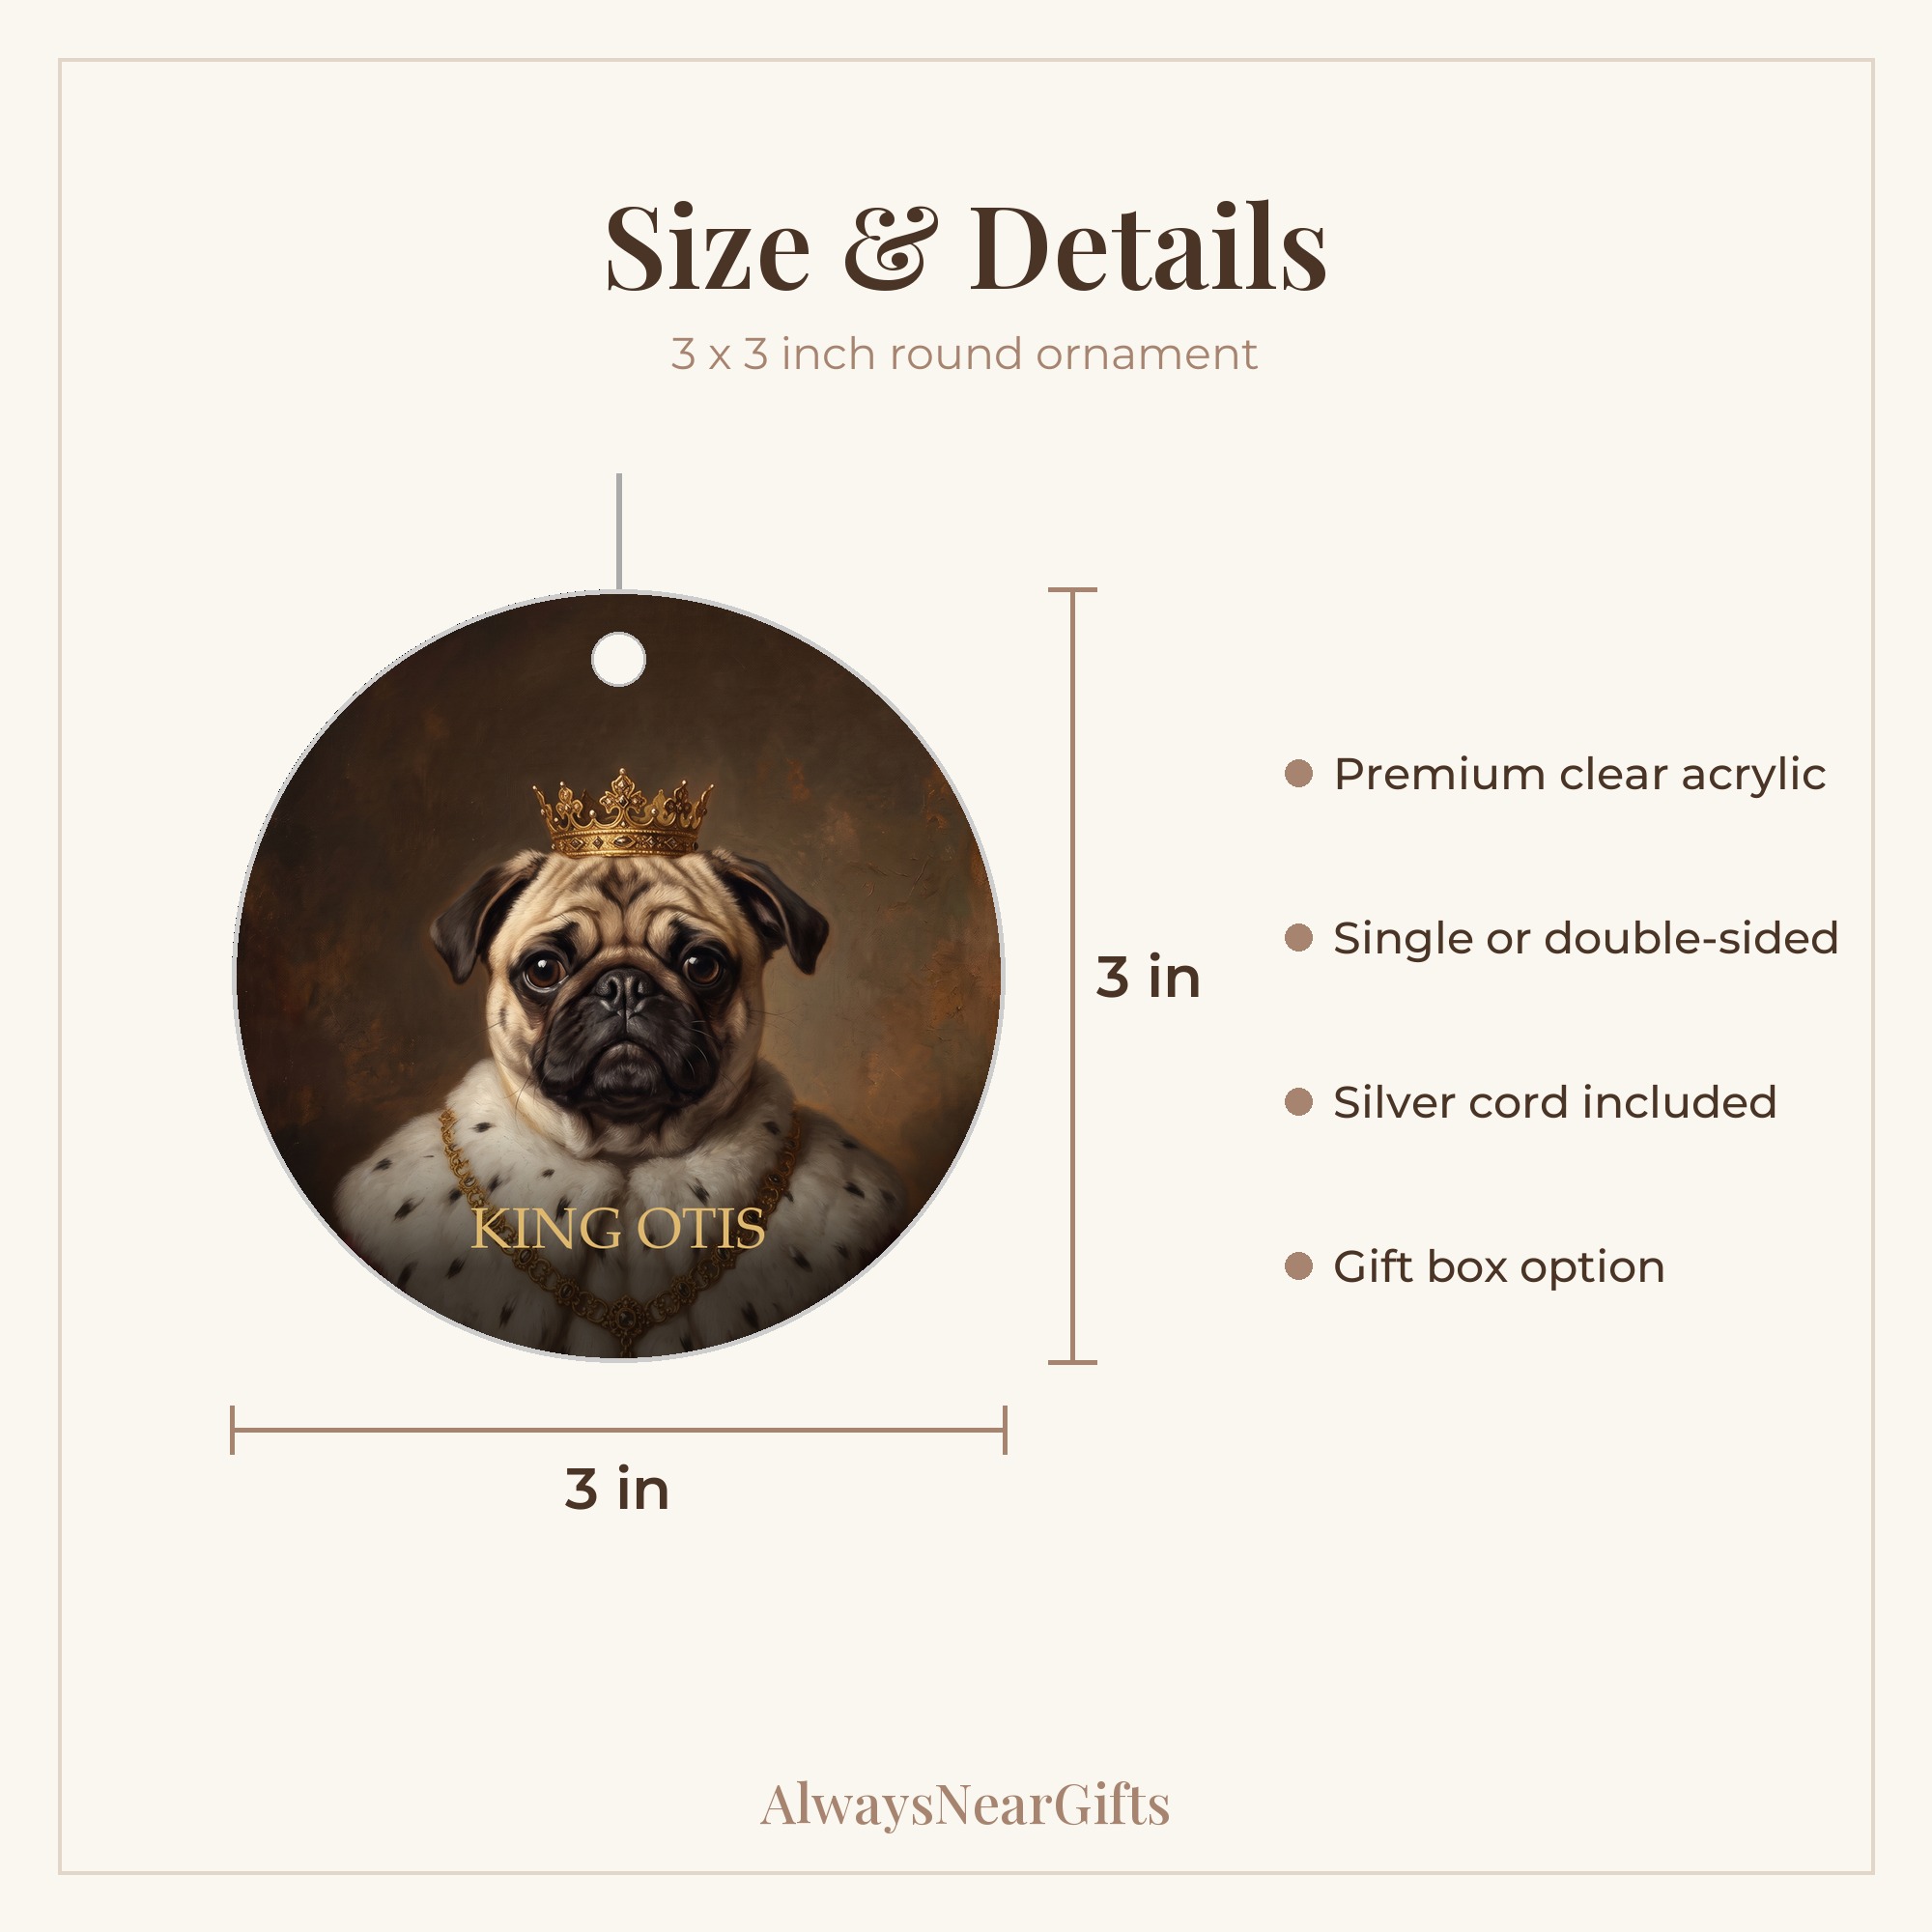 Size & Details
3 x 3 inch round ornament
KING OTIS
3 in
3 in
Premium clear acrylic
Single or double-sided
Silver cord included
Gift box option
AlwaysNearGifts